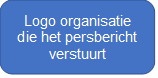 Logo organisatie
die het persbericht
verstuurt